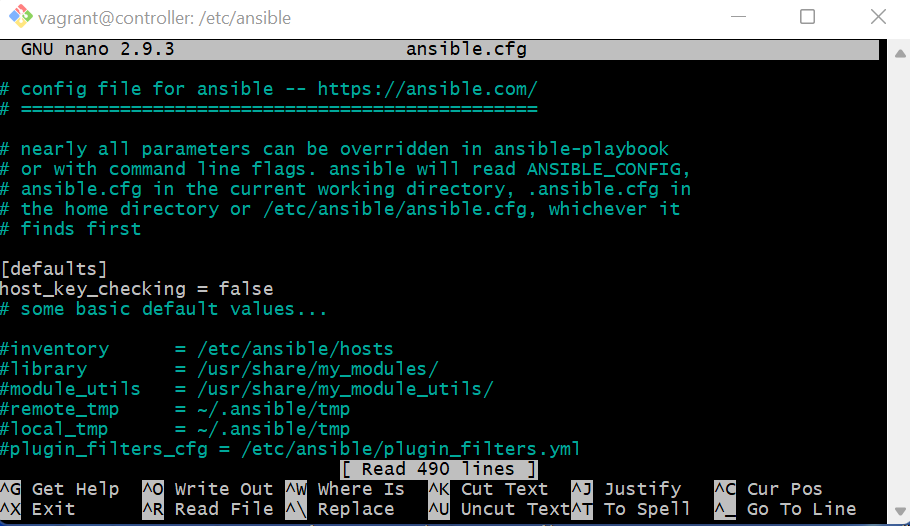 vagrant@controller: /etc/ansible
GNU nano 2.9.3 ansible.cfg
# config file for ansible -- https://ansible.com/
# ===============================================
# nearly all parameters can be overridden in ansible-playbook
# or with command line flags. ansible will read ANSIBLE_CONFIG,
# ansible.cfg in the current working directory, .ansible.cfg in
# the home directory or /etc/ansible/ansible.cfg, whichever it
# finds first
[defaults]
host_key_checking = false
# some basic default values...
#inventory      = /etc/ansible/hosts
#library        = /usr/share/my_modules/
#module_utils   = /usr/share/my_module_utils/
#remote_tmp     = ~/.ansible/tmp
#local_tmp      = ~/.ansible/tmp
#plugin_filters_cfg = /etc/ansible/plugin_filters.yml
[ Read 490 lines ]
^G Get Help ^O Write Out ^W Where Is ^K Cut Text ^J Justify ^C Cur Pos
^X Exit ^R Read File ^\ Replace ^U Uncut Text ^T To Spell ^_ Go To Line